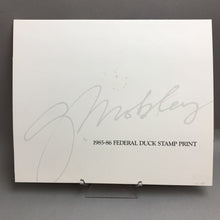 G Mobley
1985-86 FEDERAL DUCK STAMP PRINT